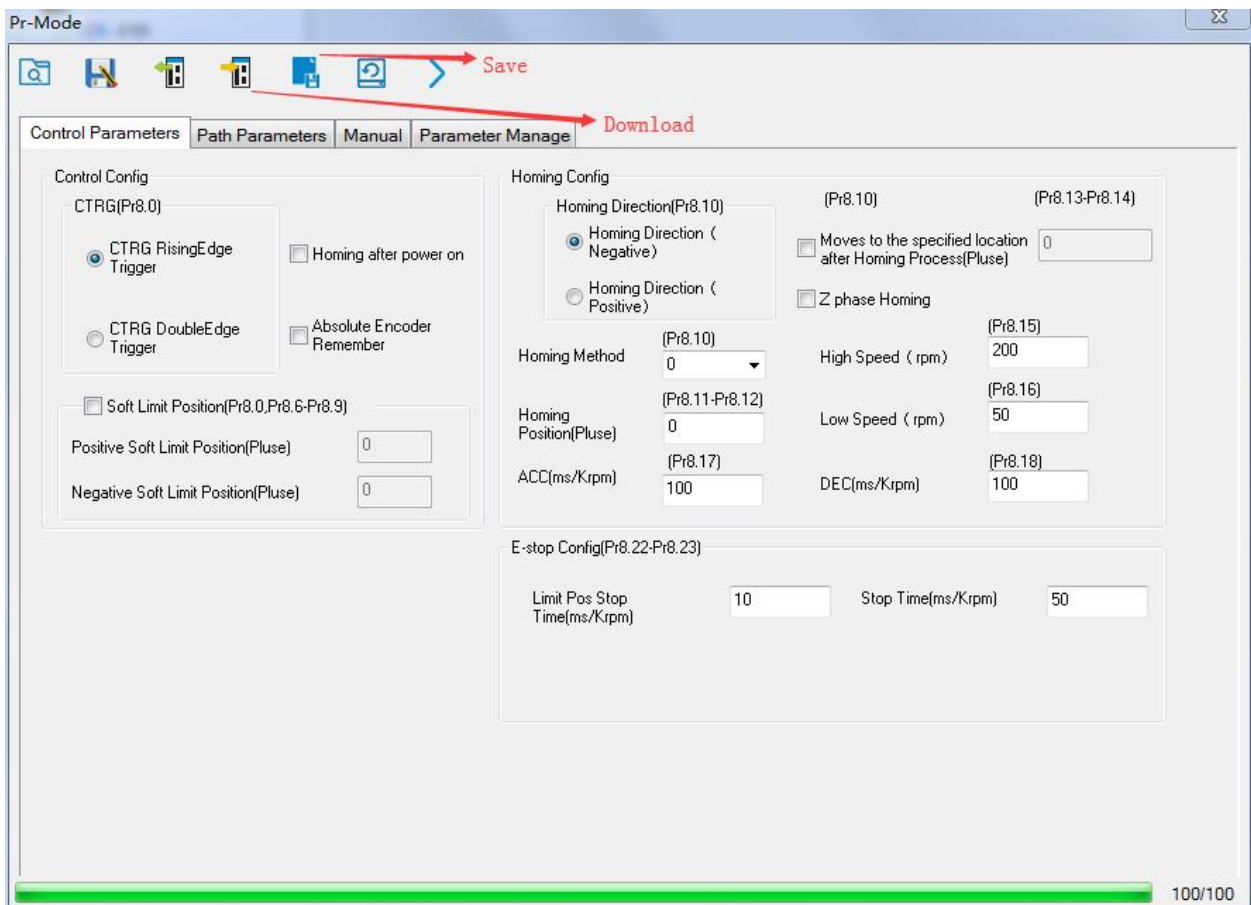 Pr-Mode
Save
Download
Control Parameters
Path Parameters
Manual
Parameter Manage
Control Config
CTRG(Pr8.0)
CTRG RisingEdge
Trigger
Homing after power on
CTRG DoubleEdge
Trigger
Absolute Encoder
Remember
Soft Limit Position(Pr8.0,Pr8.6-Pr8.9)
Positive Soft Limit Position(Pluse)
0
Negative Soft Limit Position(Pluse)
0
Homing Config
Homing Direction(Pr8.10)
Homing Direction (
Negative)
Homing Direction (
Positive)
(Pr8.10)
(Pr8.13-Pr8.14)
Moves to the specified location
after Homing Process(Pluse)
0
Z phase Homing
Homing Method
(Pr8.10)
0
High Speed (rpm)
(Pr8.15)
200
Homing
Position(Pluse)
(Pr8.11-Pr8.12)
0
Low Speed (rpm)
(Pr8.16)
50
ACC(ms/Krpm)
(Pr8.17)
100
DEC(ms/Krpm)
(Pr8.18)
100
E-stop Config(Pr8.22-Pr8.23)
Limit Pos Stop
Time(ms/Krpm)
10
Stop Time(ms/Krpm)
50
100/100